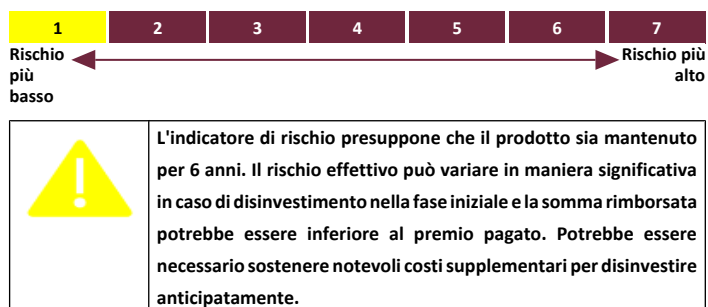 1 2 3 4 5 6 7
Rischio più basso
Rischio più alto
L'indicatore di rischio presuppone che il prodotto sia mantenuto
per 6 anni. Il rischio effettivo può variare in maniera significativa
in caso di disinvestimento nella fase iniziale e la somma rimborsata
potrebbe essere inferiore al premio pagato. Potrebbe essere
necessario sostenere notevoli costi supplementari per disinvestire
anticipatamente.